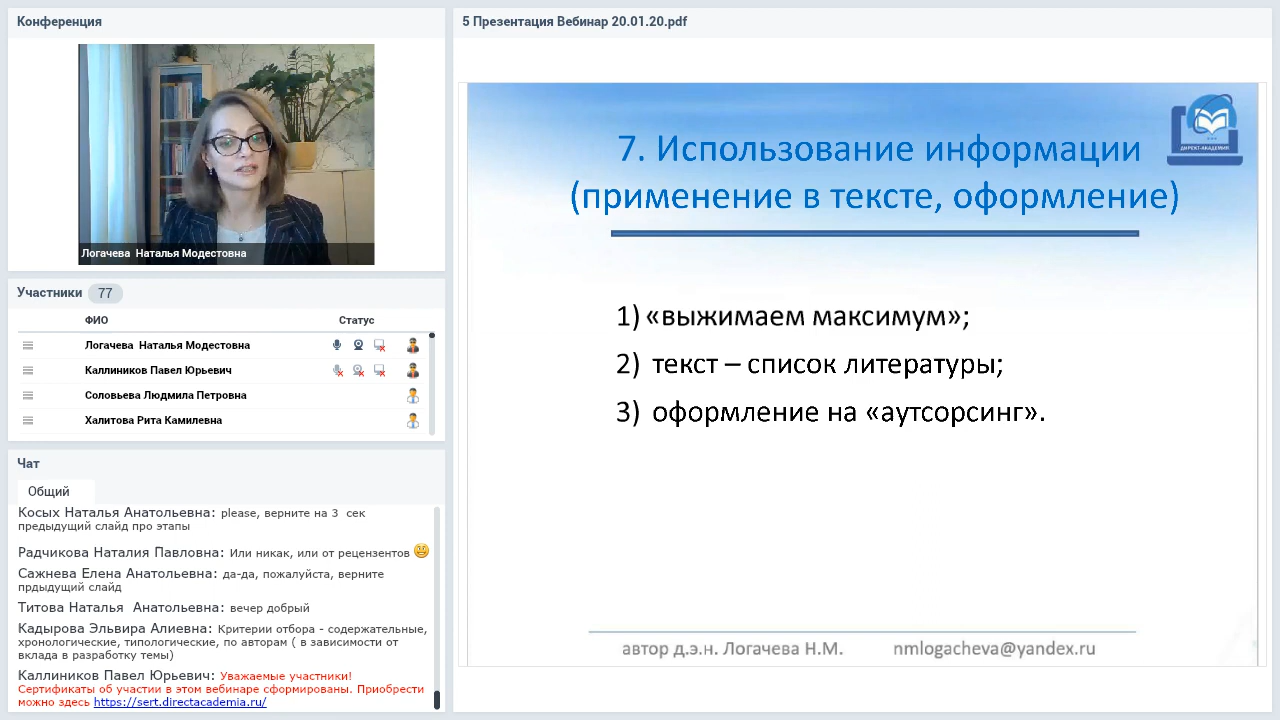 Конференция
Логачева  Наталья Модестовна
Участники 77
ФИО Статус
Логачева  Наталья Модестовна
Каллиников Павел Юрьевич
Соловьева Людмила Петровна
Халитова Рита Камилевна
Чат
Общий
Косых Наталья Анатольевна: please, верните на 3  сек
предыдущий слайд про этапы
Радчикова Наталия Павловна: Или никак, или от рецензентов
Сажнева Елена Анатольевна: да-да, пожалуйста, верните
прдыдущий слайд
Титова Наталья  Анатольевна: вечер добрый
Кадырова Эльвира Алиевна: Критерии отбора - содержательные,
хронологические, типологические, по авторам ( в зависимости от
вклада в разработку темы)
Каллиников Павел Юрьевич: Уважаемые участники!
Сертификаты об участии в этом вебинаре сформированы. Приобрести
можно здесь https://sert.directacademia.ru/
5 Презентация Вебинар 20.01.20.pdf
ДИРЕКТ-АКАДЕМИЯ
7. Использование информации
(применение в тексте, оформление)
1) «выжимаем максимум»;
2) текст – список литературы;
3) оформление на «аутсорсинг».
автор д.э.н. Логачева Н.М. nmlogacheva@yandex.ru